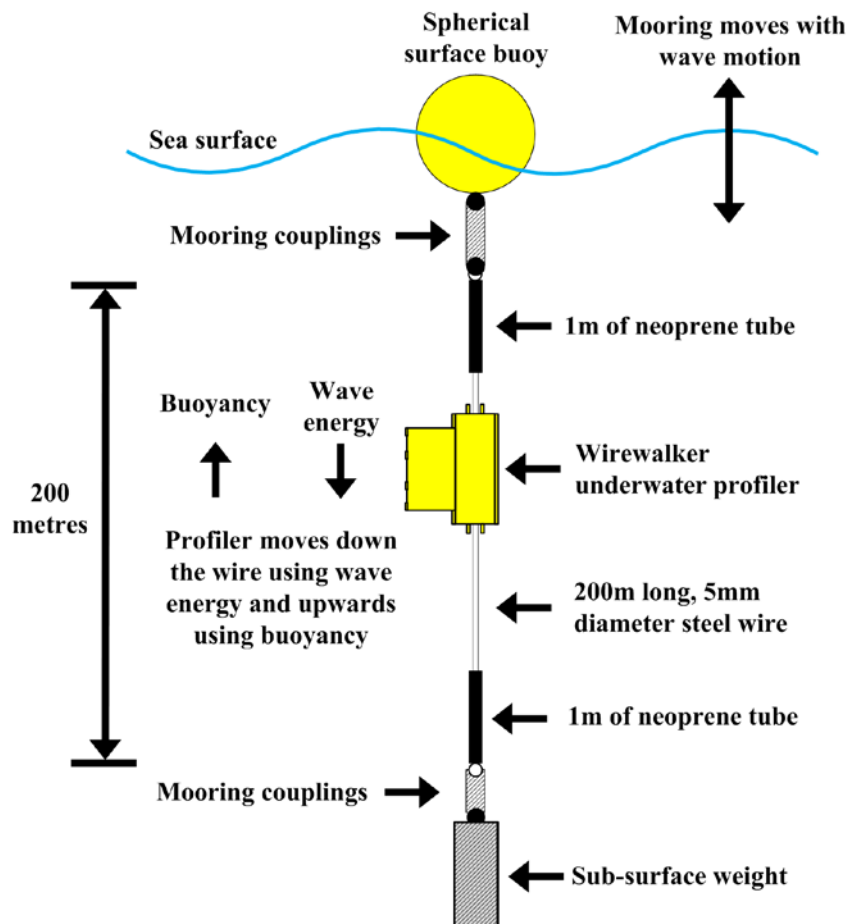 Spherical
surface buoy
Mooring moves with
wave motion
Sea surface
Mooring couplings
1m of neoprene tube
Buoyancy
Wave
energy
Wirewalker
underwater profiler
200
metres
Profiler moves down
the wire using wave
energy and upwards
using buoyancy
200m long, 5mm
diameter steel wire
1m of neoprene tube
Mooring couplings
Sub-surface weight